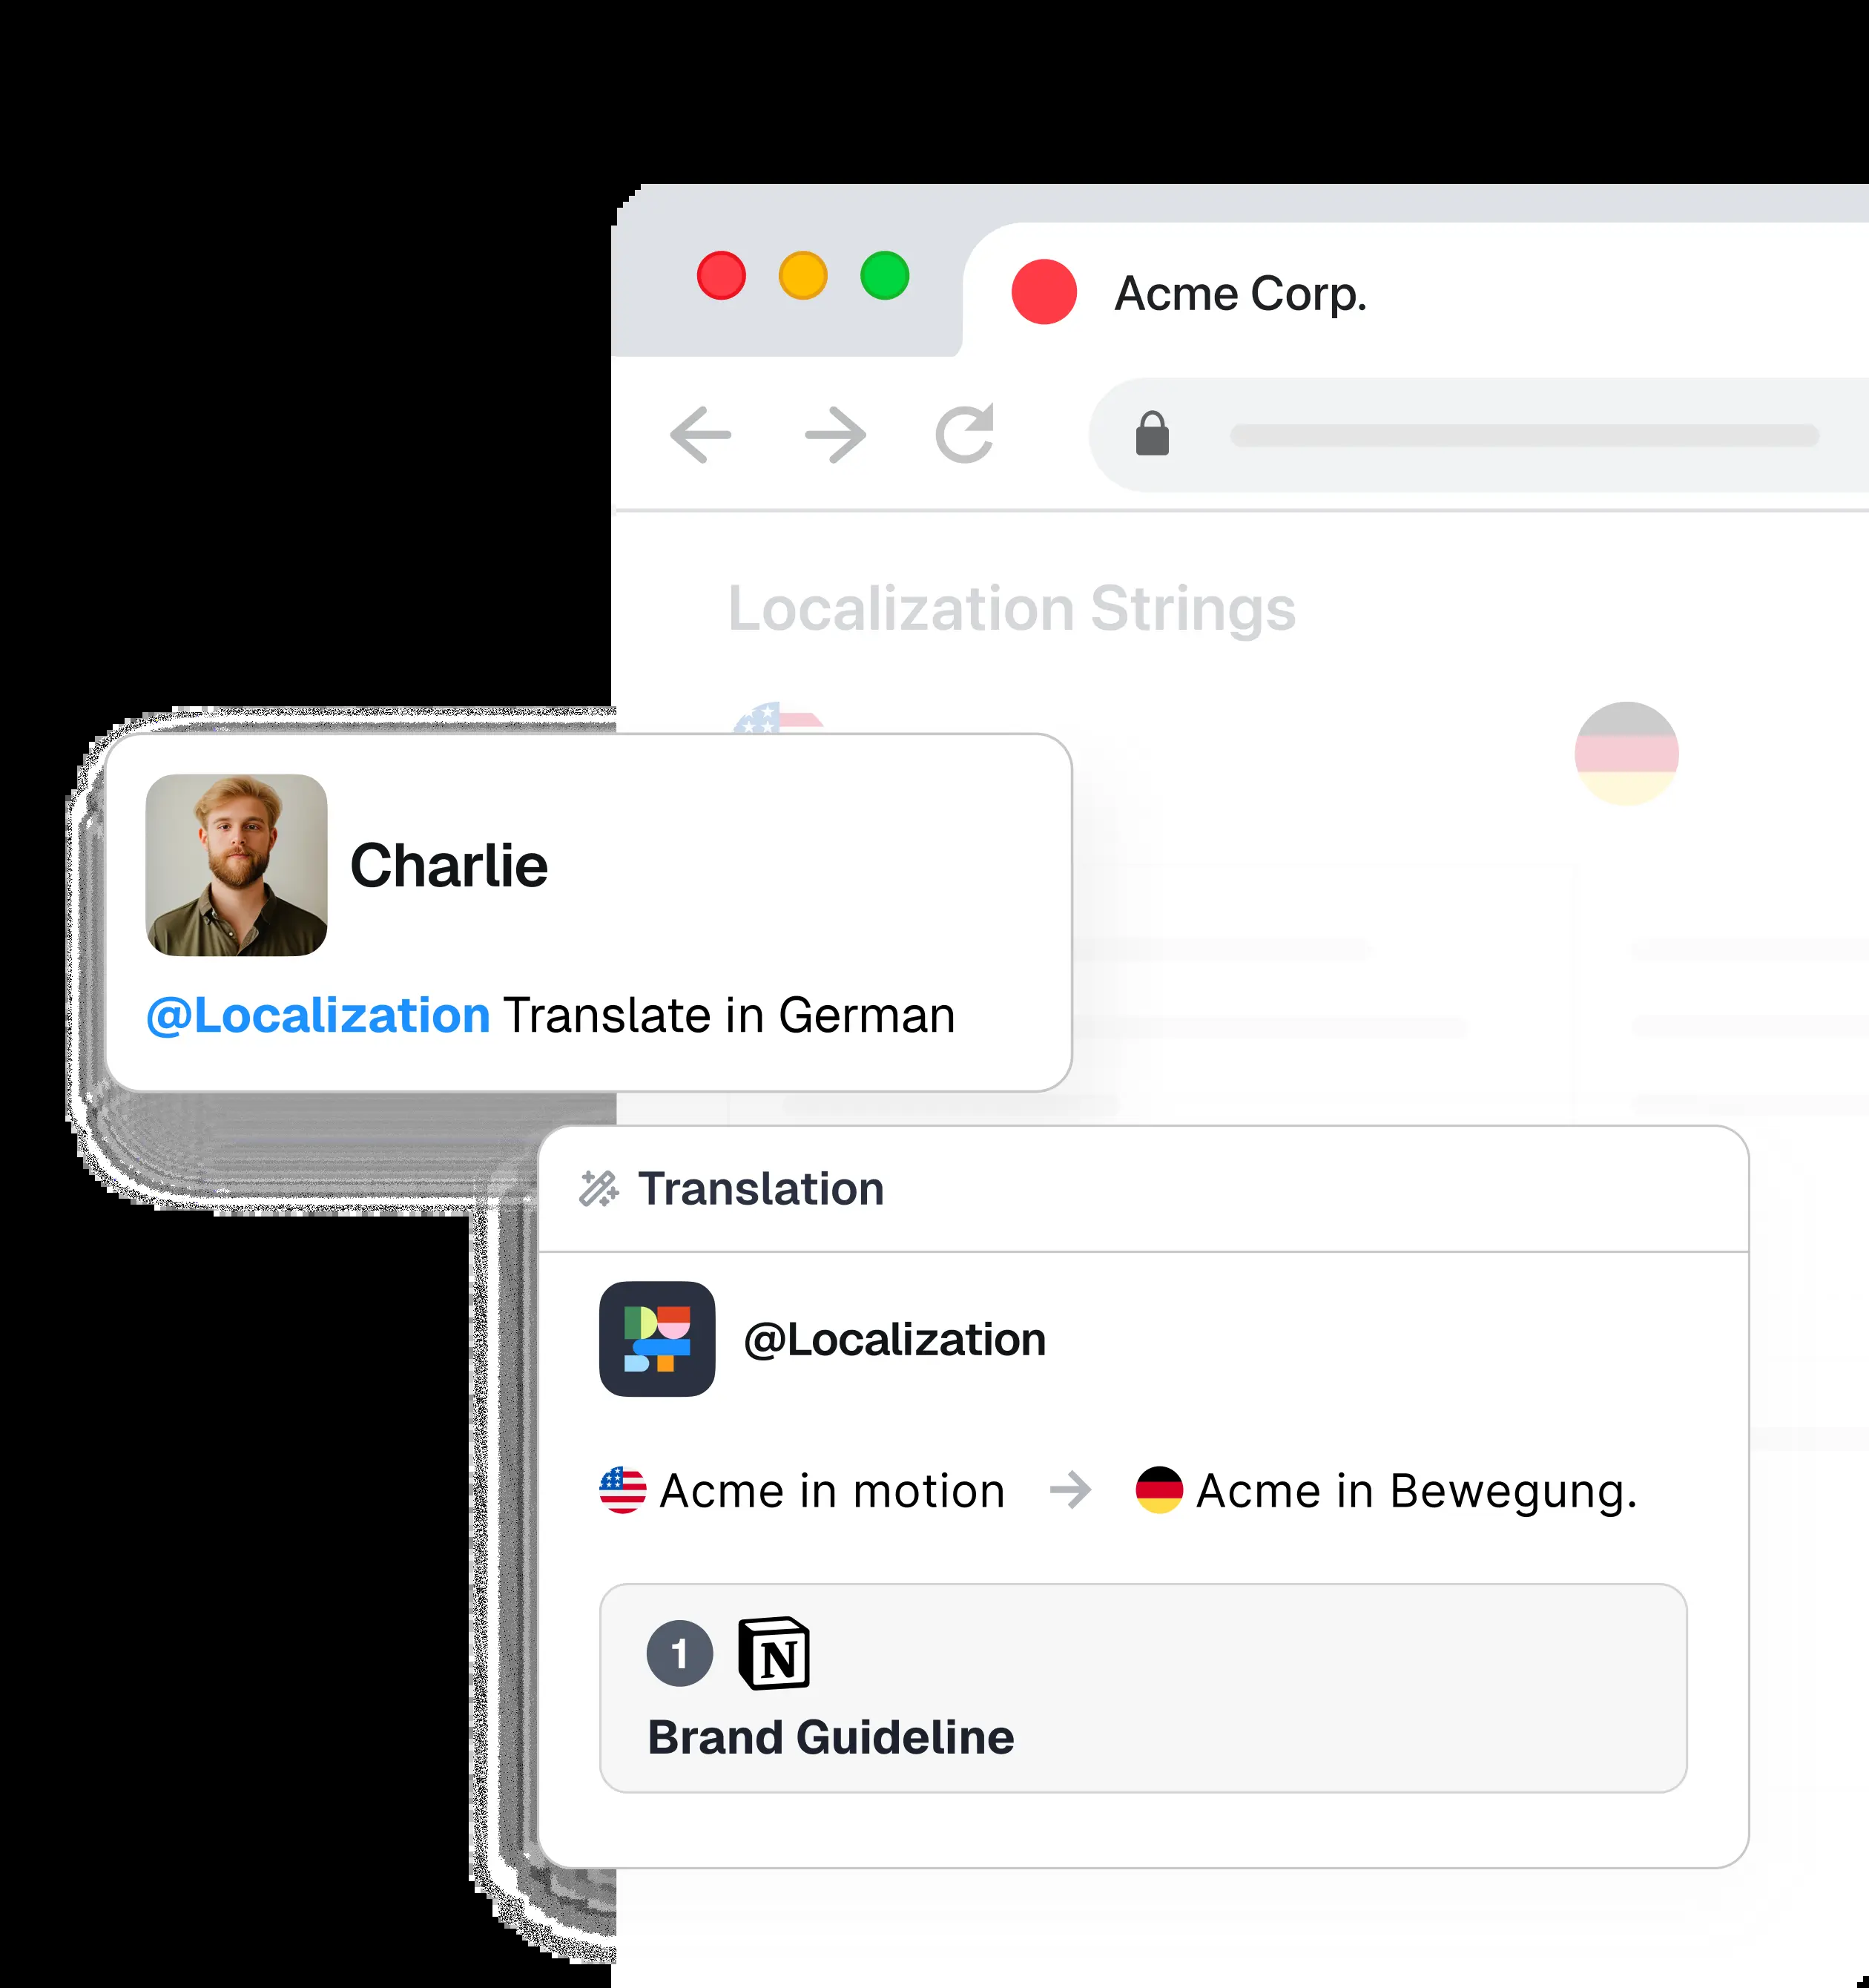 Acme Corp.
Localization Strings
Charlie
@Localization Translate in German
Translation
@Localization
Acme in motion → Acme in Bewegung.
1 N
Brand Guideline